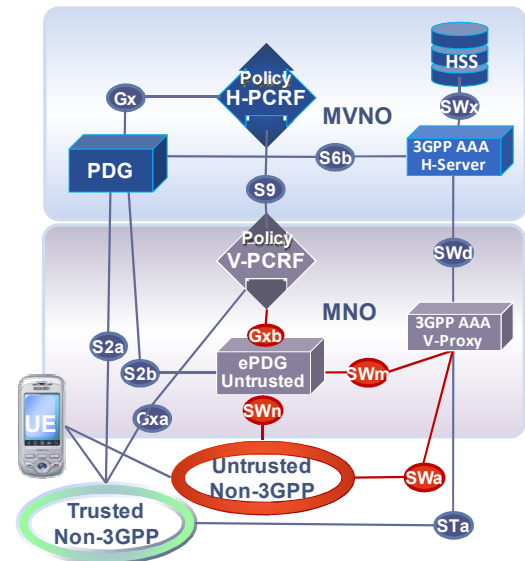 HSS
Policy
H-PCRF
Gx
SWx
MVNO
3GPP AAA
H-Server
PDG
S6b
S9
Policy
V-PCRF
SWd
MNO
3GPP AAA
V-Proxy
Gxb
S2a
ePDG
Untrusted
S2b
SWm
SWn
Gxa
UE
Untrusted
Non-3GPP
SWa
Trusted
Non-3GPP
STa